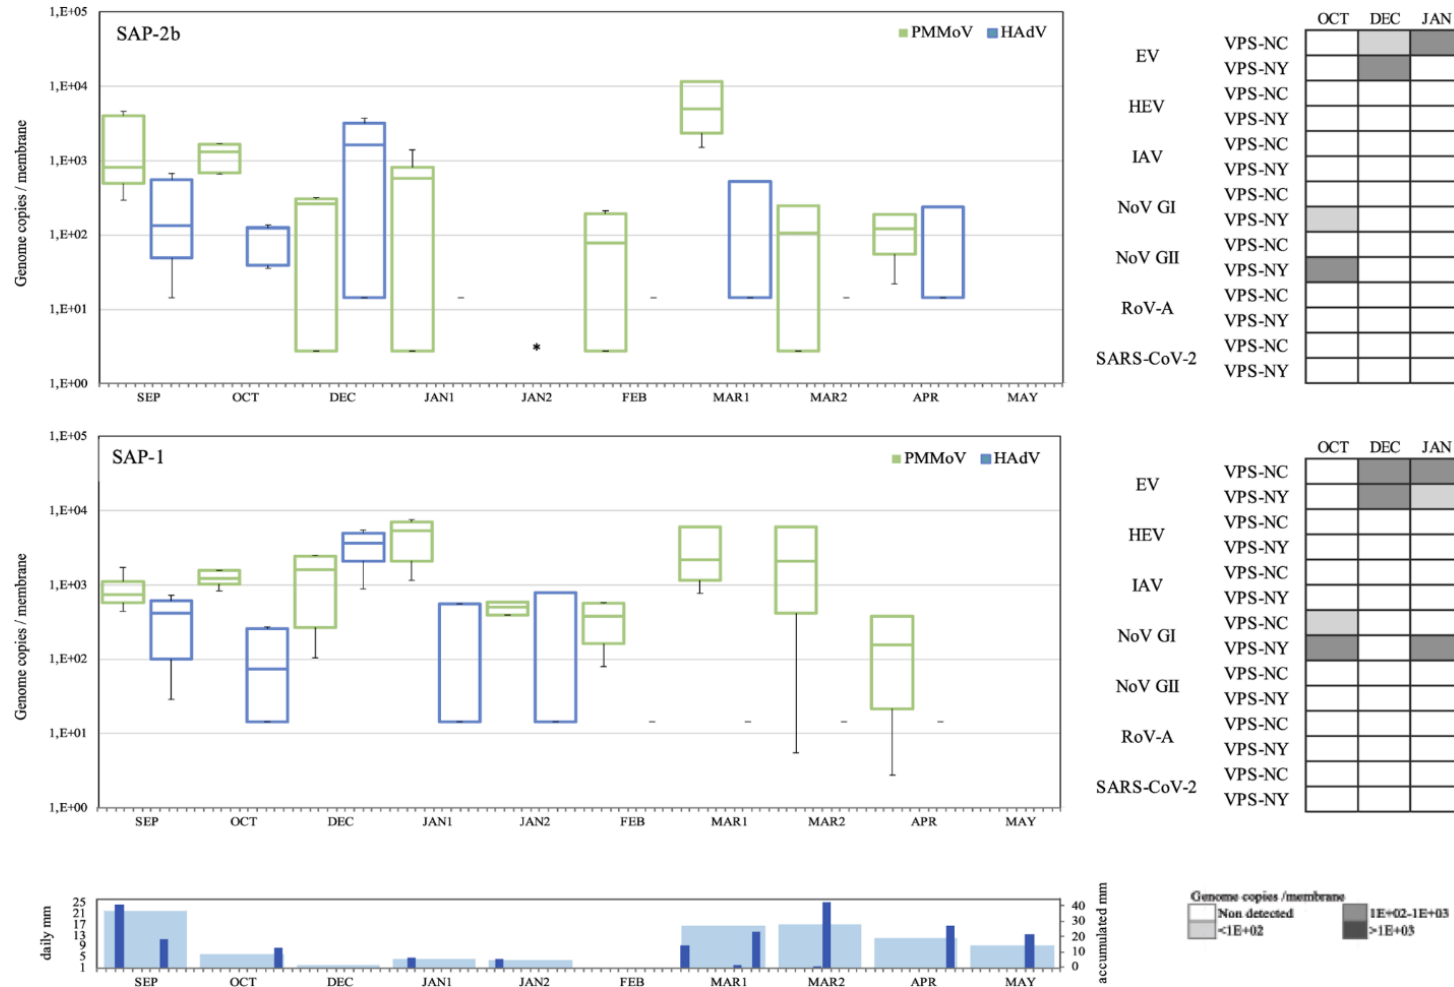 SAP-2b
PMMoV HAdV
Genome copies / membrane
1,E+05
1,E+04
1,E+03
1,E+02
1,E+01
1,E+00
*
SEP OCT DEC JAN1 JAN2 FEB MAR1 MAR2 APR MAY
OCT DEC JAN
EV VPS-NC
VPS-NY
HEV VPS-NC
VPS-NY
IAV VPS-NC
VPS-NY
NoV GI VPS-NC
VPS-NY
NoV GII VPS-NC
VPS-NY
RoV-A VPS-NC
VPS-NY
SARS-CoV-2 VPS-NC
VPS-NY
SAP-1
PMMoV HAdV
Genome copies / membrane
1,E+05
1,E+04
1,E+03
1,E+02
1,E+01
1,E+00
SEP OCT DEC JAN1 JAN2 FEB MAR1 MAR2 APR MAY
OCT DEC JAN
EV VPS-NC
VPS-NY
HEV VPS-NC
VPS-NY
IAV VPS-NC
VPS-NY
NoV GI VPS-NC
VPS-NY
NoV GII VPS-NC
VPS-NY
RoV-A VPS-NC
VPS-NY
SARS-CoV-2 VPS-NC
VPS-NY
daily mm
25
21
17
13
9
5
1
40
30
20
10
0
accumulated mm
SEP OCT DEC JAN1 JAN2 FEB MAR1 MAR2 APR MAY
Genome copies /membrane
Non detected 1E+02-1E+03
<1E+02 >1E+03